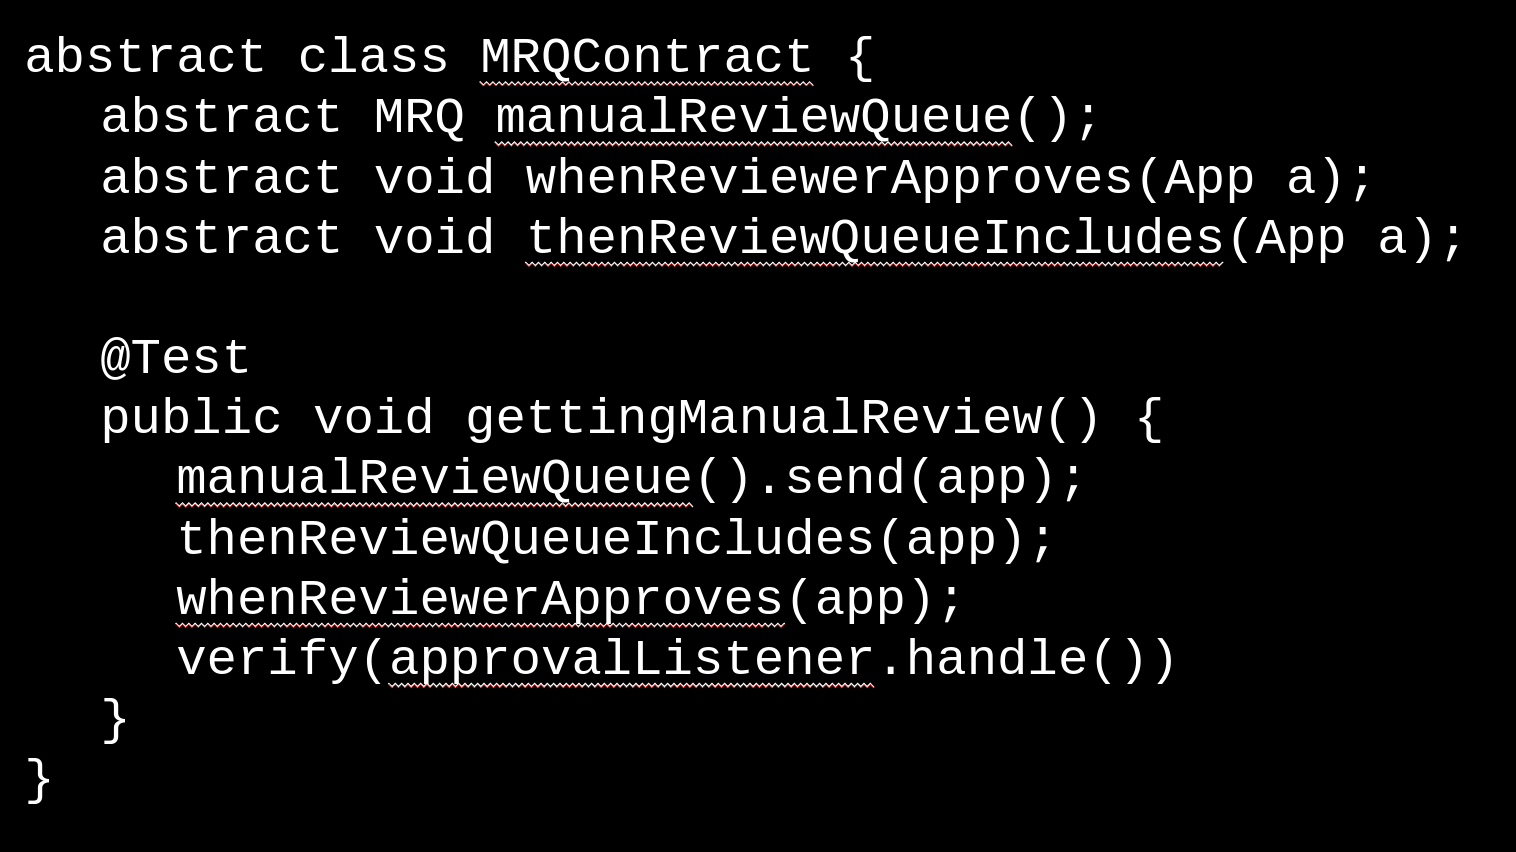 abstract class MRQContract {
abstract MRQ manualReviewQueue();
abstract void whenReviewerApproves(App a);
abstract void thenReviewQueueIncludes(App a);
@Test
public void gettingManualReview() {
manualReviewQueue().send(app);
thenReviewQueueIncludes(app);
whenReviewerApproves(app);
verify(approvalListener.handle())
}
}